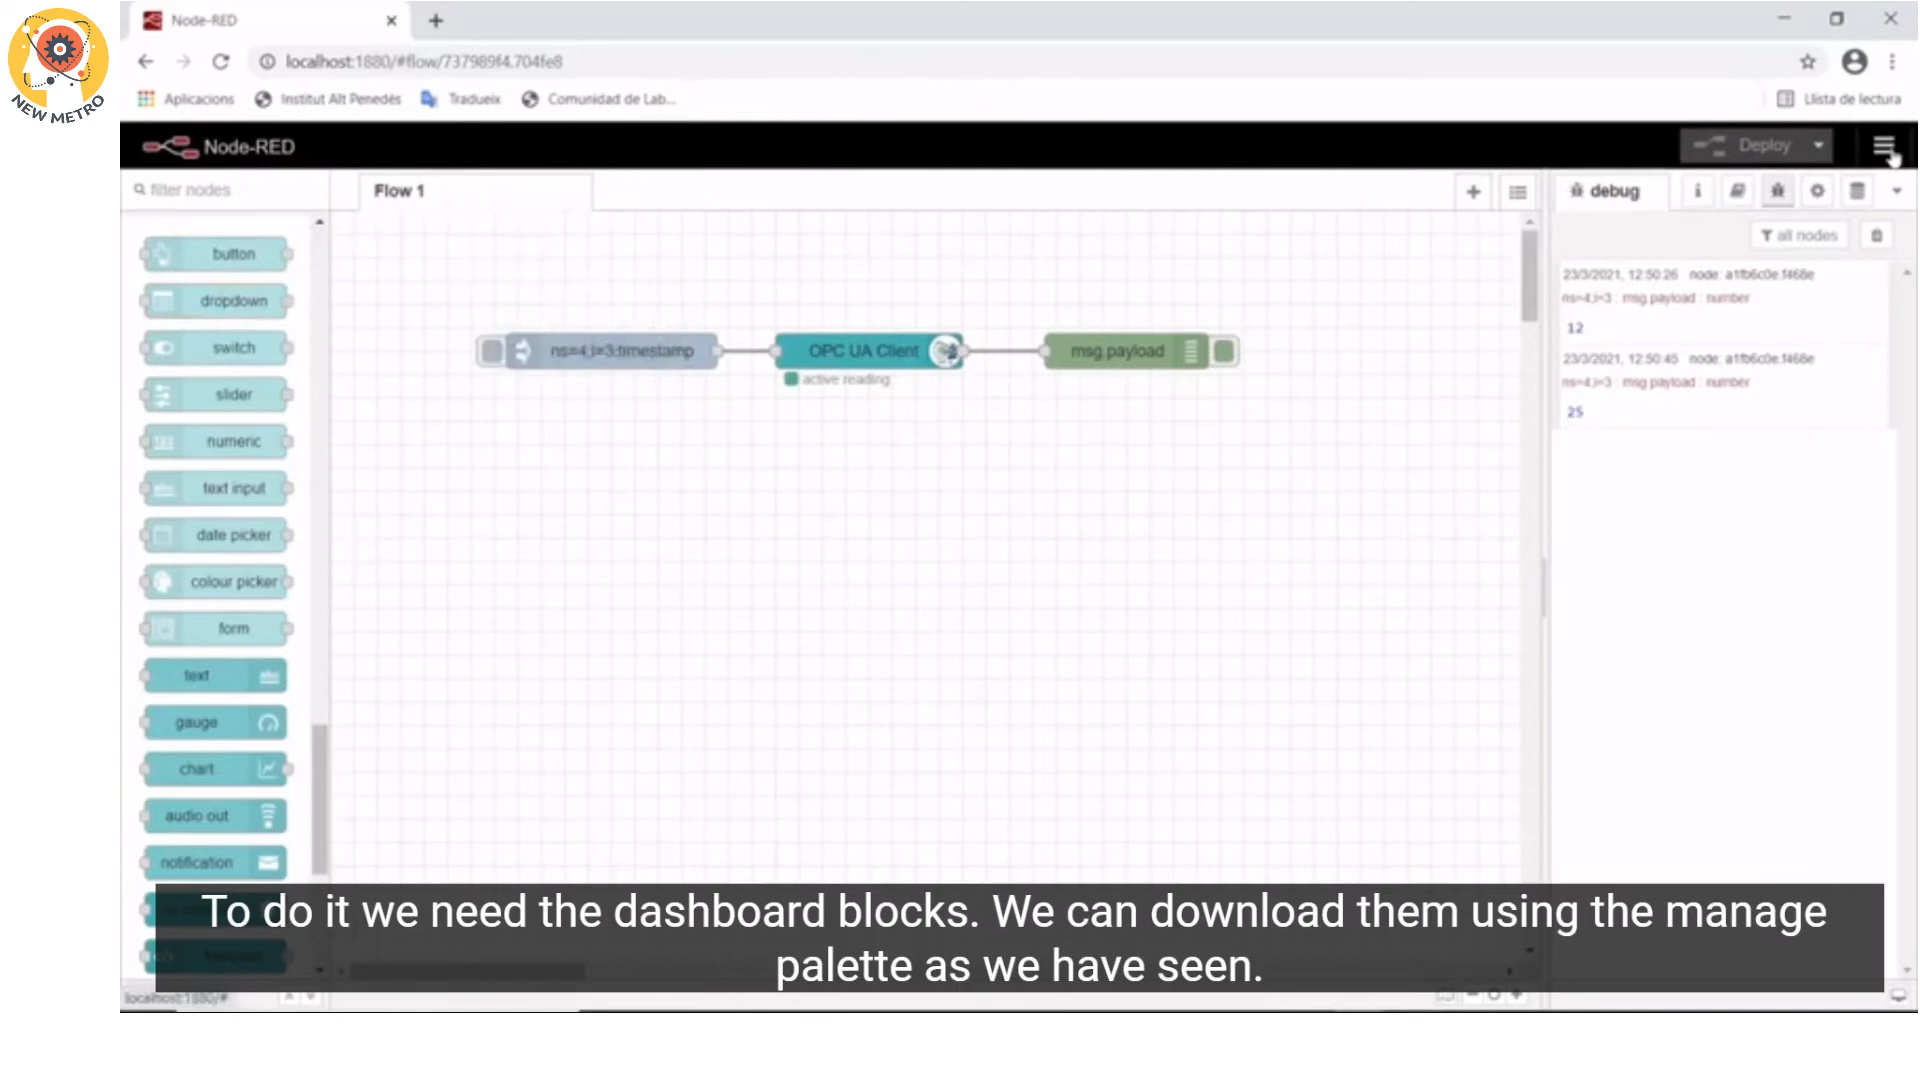 NEW METRO
Node-RED
localhost:1880/#flow/737989f4.704fe8
Aplicacions
Institut Alt Penedès
Tradueix
Comunidad de Lab...
Llista de lectura
Node-RED
Deploy
filter nodes
Flow 1
debug
all nodes
button
dropdown
switch
slider
numeric
text input
date picker
colour picker
form
text
gauge
chart
audio out
notification
ns=4;i=3:timestamp
OPC UA Client
active reading
msg.payload
23/3/2021, 12:50:26 node: a1fb6c0e.f468e
ns=4;i=3 : msg.payload : number
12
23/3/2021, 12:50:45 node: a1fb6c0e.f468e
ns=4;i=3 : msg.payload : number
25
To do it we need the dashboard blocks. We can download them using the manage
palette as we have seen.
localhost:1880/#